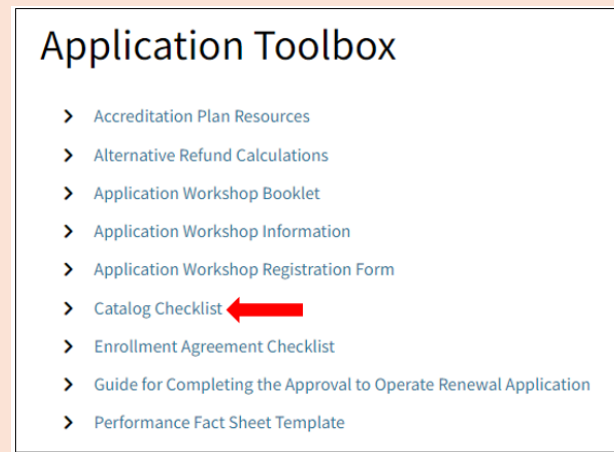 Application Toolbox
Accreditation Plan Resources
Alternative Refund Calculations
Application Workshop Booklet
Application Workshop Information
Application Workshop Registration Form
Catalog Checklist
Enrollment Agreement Checklist
Guide for Completing the Approval to Operate Renewal Application
Performance Fact Sheet Template